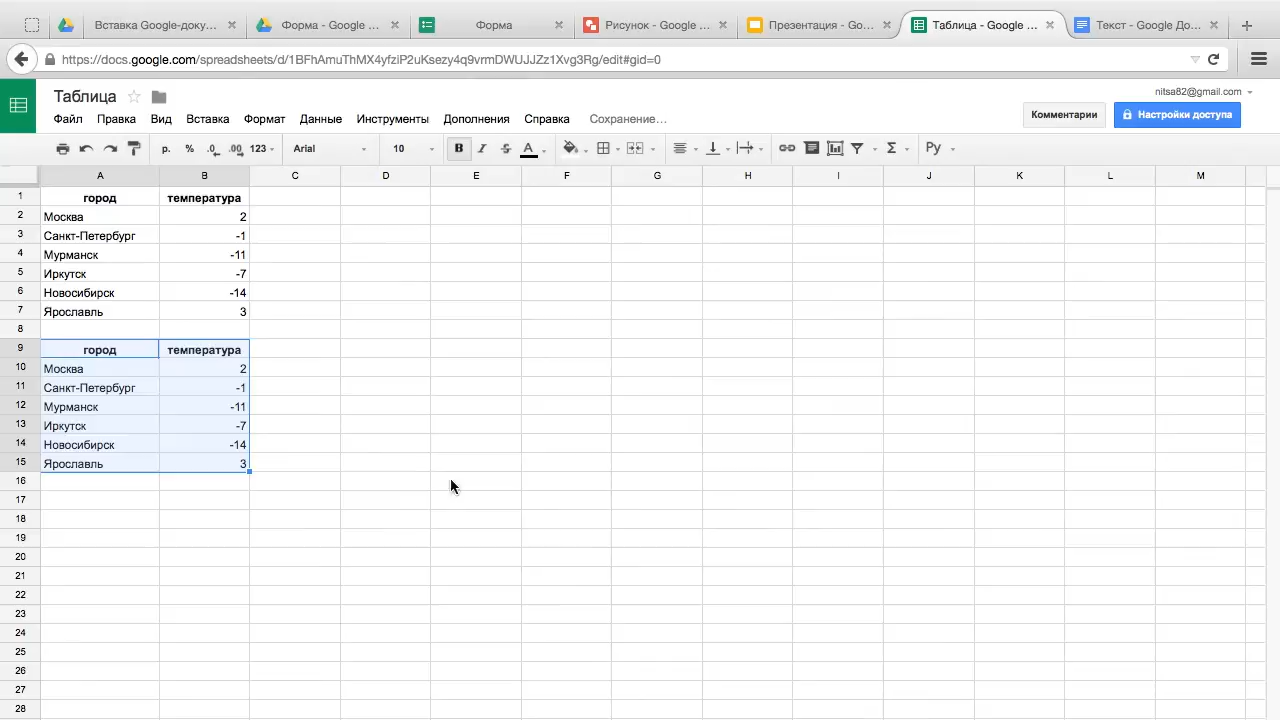 Вставка Google-доку... Форма - Google ... Форма Рисунок - Google ... Презентация - Go... Таблица - Google ... Текст - Google До...
https://docs.google.com/spreadsheets/d/1BFhAmuThMX4yfzlP2uKsezy4q9vrmDWUJJZz1Xvg3Rg/edit#gid=0
Таблица
nitsa82@gmail.com
Файл Правка Вид Вставка Формат Данные Инструменты Дополнения Справка Сохранение...
Комментарии Настройки доступа
р. % .0 .00 123 Arial 10 B I S A Σ Ру
A B C D E F G H I J K L M
1 город температура
2 Москва 2
3 Санкт-Петербург -1
4 Мурманск -11
5 Иркутск -7
6 Новосибирск -14
7 Ярославль 3
8
9 город температура
10 Москва 2
11 Санкт-Петербург -1
12 Мурманск -11
13 Иркутск -7
14 Новосибирск -14
15 Ярославль 3
16
17
18
19
20
21
22
23
24
25
26
27
28